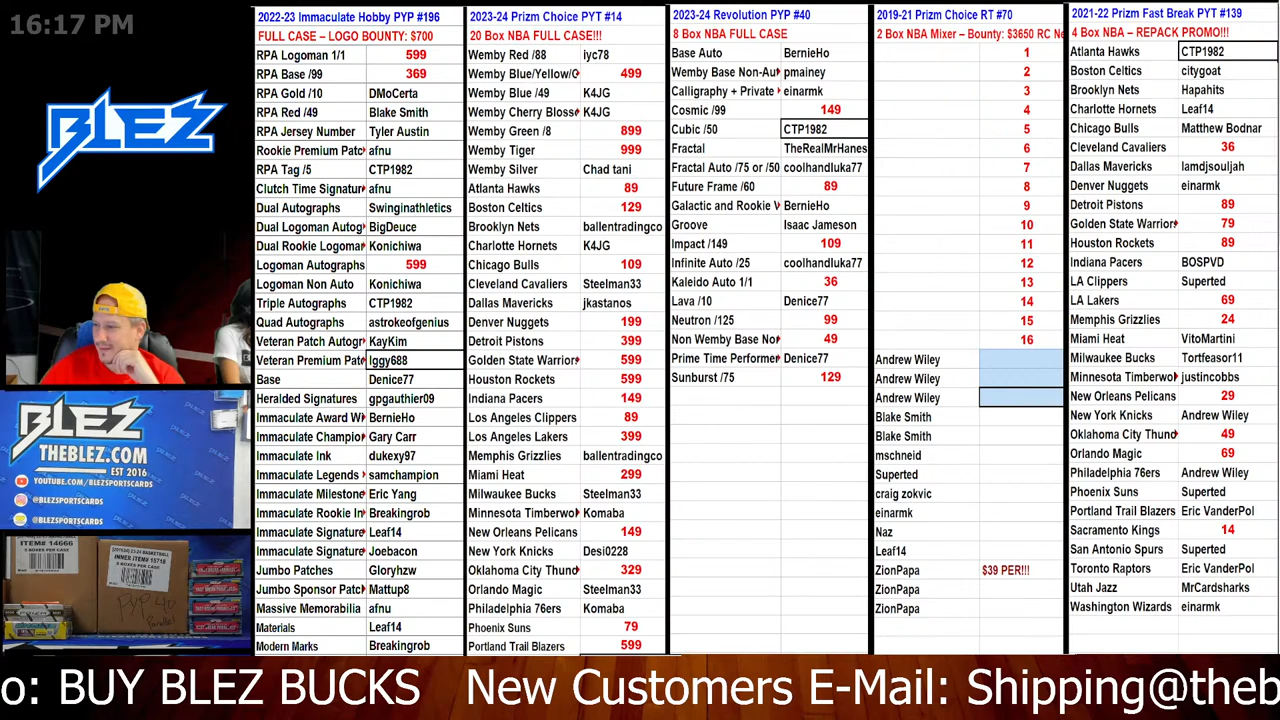 16:17 PM
BLEZ
BLEZ
THEBLEZ.COM
EST 2016
YOUTUBE.COM/BLEZSPORTSCARDS
@BLEZSPORTSCARDS
@BLEZSPORTSCARDS
ITEM# 14666
INNER ITEM# 15718
2022-23 Immaculate Hobby PYP #196
FULL CASE – LOGO BOUNTY: $700
RPA Logoman 1/1 599
RPA Base /99 369
RPA Gold /10 DMoCerta
RPA Red /49 Blake Smith
RPA Jersey Number Tyler Austin
Rookie Premium Patc afnu
RPA Tag /5 CTP1982
Clutch Time Signatur afnu
Dual Autographs Swinginathletics
Dual Logoman Autog BigDeuce
Dual Rookie Logomar Konichiwa
Logoman Autographs 599
Logoman Non Auto Konichiwa
Triple Autographs CTP1982
Quad Autographs astrokeofgenius
Veteran Patch Autogr KayKim
Veteran Premium Pat Iggy688
Base Denice77
Heralded Signatures gpgauthier09
Immaculate Award Wi BernieHo
Immaculate Champio Gary Carr
Immaculate Ink dukexy97
Immaculate Legends samchampion
Immaculate Milestone Eric Yang
Immaculate Rookie In Breakingrob
Immaculate Signature Leaf14
Immaculate Signature Joebacon
Jumbo Patches Gloryhzw
Jumbo Sponsor Patc Mattup8
Massive Memorabilia afnu
Materials Leaf14
Modern Marks Breakingrob
2023-24 Prizm Choice PYT #14
20 Box NBA FULL CASE!!!
Wemby Red /88 iyc78
Wemby Blue/Yellow/G 499
Wemby Blue /49 K4JG
Wemby Cherry Blosso K4JG
Wemby Green /8 899
Wemby Tiger 999
Wemby Silver Chad tani
Atlanta Hawks 89
Boston Celtics 129
Brooklyn Nets ballentradingco
Charlotte Hornets K4JG
Chicago Bulls 109
Cleveland Cavaliers Steelman33
Dallas Mavericks jkastanos
Denver Nuggets 199
Detroit Pistons 399
Golden State Warrior 599
Houston Rockets 599
Indiana Pacers 149
Los Angeles Clippers 89
Los Angeles Lakers 399
Memphis Grizzlies ballentradingco
Miami Heat 299
Milwaukee Bucks Steelman33
Minnesota Timberwo Komaba
New Orleans Pelicans 149
New York Knicks Desi0228
Oklahoma City Thund 329
Orlando Magic Steelman33
Philadelphia 76ers Komaba
Phoenix Suns 79
Portland Trail Blazers 599
2023-24 Revolution PYP #40
8 Box NBA FULL CASE
Base Auto BernieHo
Wemby Base Non-Au pmainey
Calligraphy + Private einarmk
Cosmic /99 149
Cubic /50 CTP1982
Fractal TheRealMrHanes
Fractal Auto /75 or /50 coolhandluka77
Future Frame /60 89
Galactic and Rookie V BernieHo
Groove Isaac Jameson
Impact /149 109
Infinite Auto /25 coolhandluka77
Kaleido Auto 1/1 36
Lava /10 Denice77
Neutron /125 99
Non Wemby Base No 49
Prime Time Performer Denice77
Sunburst /75 129
2019-21 Prizm Choice RT #70
2 Box NBA Mixer – Bounty: $3650 RC Ne
1
2
3
4
5
6
7
8
9
10
11
12
13
14
15
16
Andrew Wiley
Andrew Wiley
Andrew Wiley
Blake Smith
Blake Smith
mschneid
Superted
craig zokvic
einarmk
Naz
Leaf14
ZionPapa $39 PER!!!
ZionPapa
ZionPapa
2021-22 Prizm Fast Break PYT #139
4 Box NBA – REPACK PROMO!!!
Atlanta Hawks CTP1982
Boston Celtics citygoat
Brooklyn Nets Hapahits
Charlotte Hornets Leaf14
Chicago Bulls Matthew Bodnar
Cleveland Cavaliers 36
Dallas Mavericks Iamdjsouljah
Denver Nuggets einarmk
Detroit Pistons 89
Golden State Warrior 79
Houston Rockets 89
Indiana Pacers BOSPVD
LA Clippers Superted
LA Lakers 69
Memphis Grizzlies 24
Miami Heat VitoMartini
Milwaukee Bucks Tortfeasor11
Minnesota Timberwo justincobbs
New Orleans Pelicans 29
New York Knicks Andrew Wiley
Oklahoma City Thund 49
Orlando Magic 69
Philadelphia 76ers Andrew Wiley
Phoenix Suns Superted
Portland Trail Blazers Eric VanderPol
Sacramento Kings 14
San Antonio Spurs Superted
Toronto Raptors Eric VanderPol
Utah Jazz MrCardsharks
Washington Wizards einarmk
o: BUY BLEZ BUCKS New Customers E-Mail: Shipping@theb